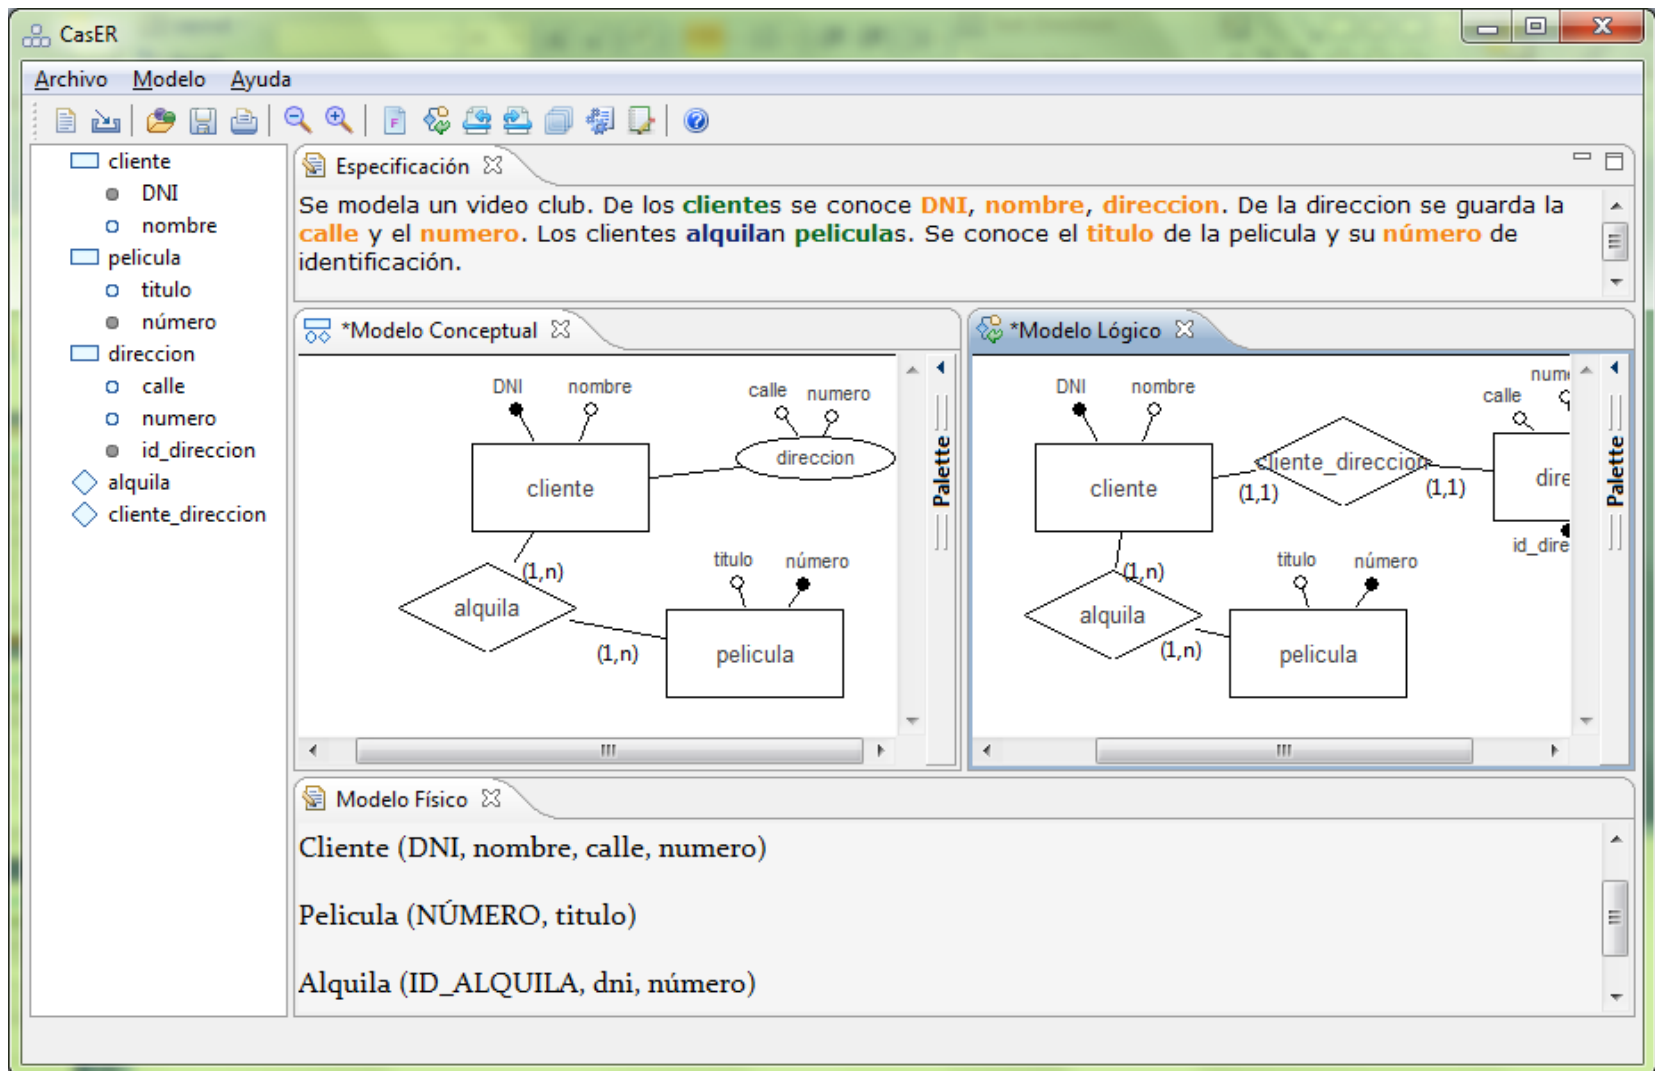 CasER
Archivo Modelo Ayuda
cliente
DNI
nombre
pelicula
titulo
número
direccion
calle
numero
id_direccion
alquila
cliente_direccion
Especificación
Se modela un video club. De los clientes se conoce DNI, nombre, direccion. De la direccion se guarda la
calle y el numero. Los clientes alquilan peliculas. Se conoce el titulo de la pelicula y su número de
identificación.
*Modelo Conceptual
DNI nombre calle numero
direccion
cliente
(1,n)
titulo número
alquila
(1,n)
pelicula
Palette
*Modelo Lógico
DNI nombre calle nume
cliente_direccion
cliente
(1,1) (1,1)
dire
id_dire
(1,n)
titulo número
alquila
(1,n)
pelicula
Palette
Modelo Físico
Cliente (DNI, nombre, calle, numero)
Pelicula (NÚMERO, titulo)
Alquila (ID_ALQUILA, dni, número)